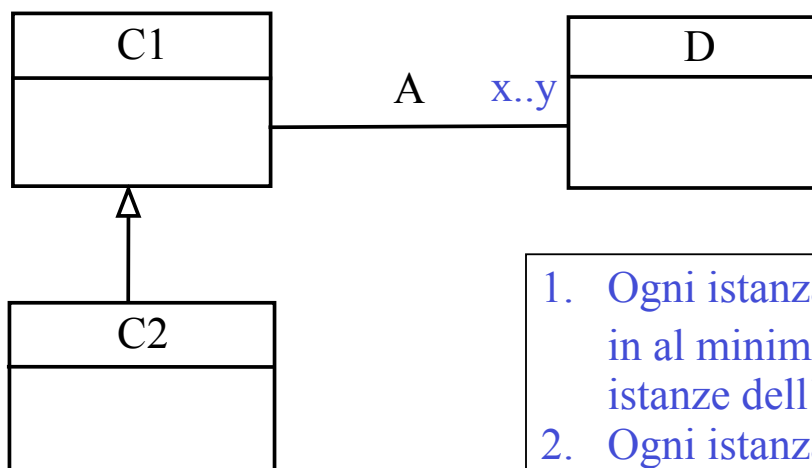 C1
D
A
x..y
C2
1. Ogni istanz
in al minim
istanze dell
2. Ogni istanz